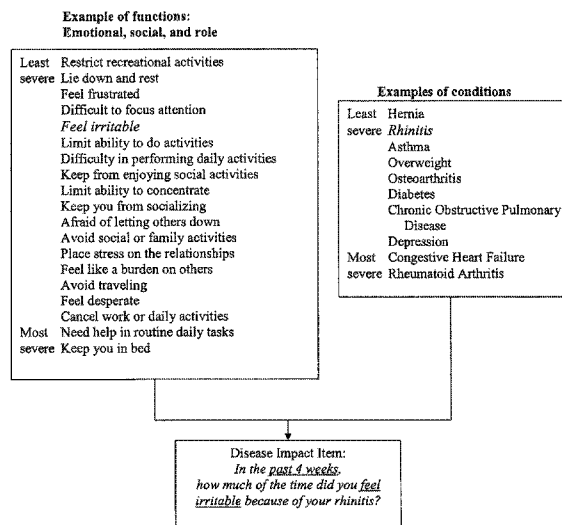 Example of functions:
Emotional, social, and role
Least Restrict recreational activities
severe Lie down and rest
Feel frustrated
Difficult to focus attention
Feel irritable
Limit ability to do activities
Difficulty in performing daily activities
Keep from enjoying social activities
Limit ability to concentrate
Keep you from socializing
Afraid of letting others down
Avoid social or family activities
Place stress on the relationships
Feel like a burden on others
Avoid traveling
Feel desperate
Cancel work or daily activities
Most Need help in routine daily tasks
severe Keep you in bed
Examples of conditions
Least Hernia
severe Rhinitis
Asthma
Overweight
Osteoarthritis
Diabetes
Chronic Obstructive Pulmonary
Disease
Depression
Most Congestive Heart Failure
severe Rheumatoid Arthritis
Disease Impact Item:
In the past 4 weeks,
how much of the time did you feel
irritable because of your rhinitis?